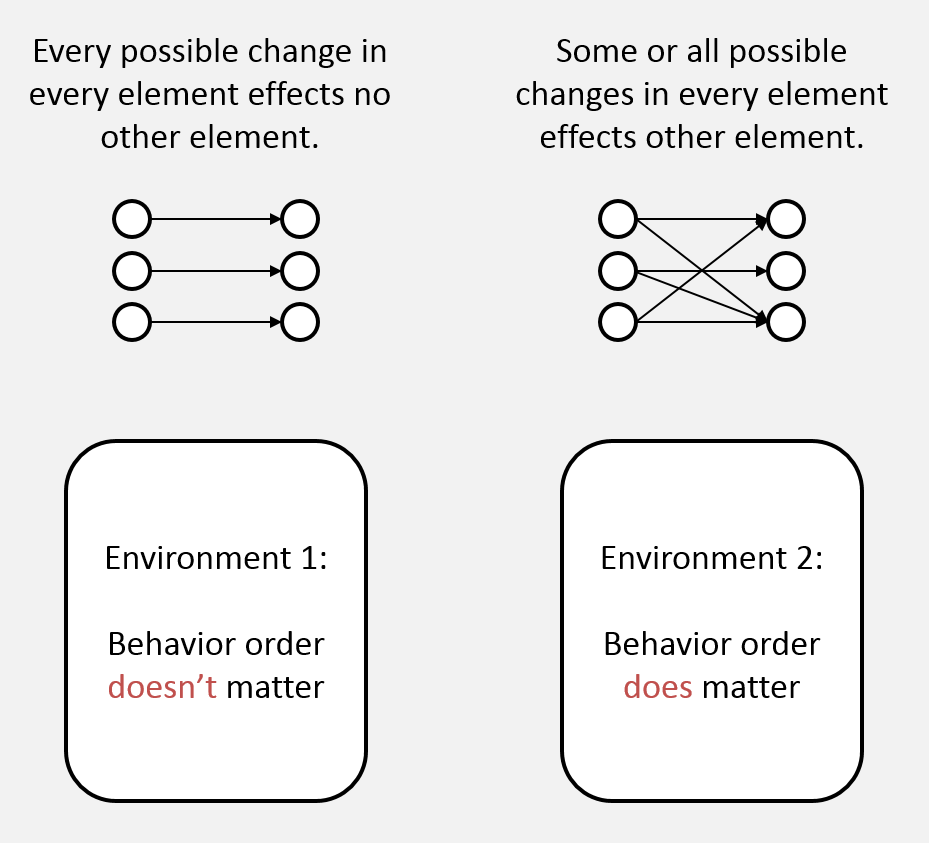 Every possible change in
every element effects no
other element.
Some or all possible
changes in every element
effects other element.
Environment 1:
Behavior order
doesn’t matter
Environment 2:
Behavior order
does matter